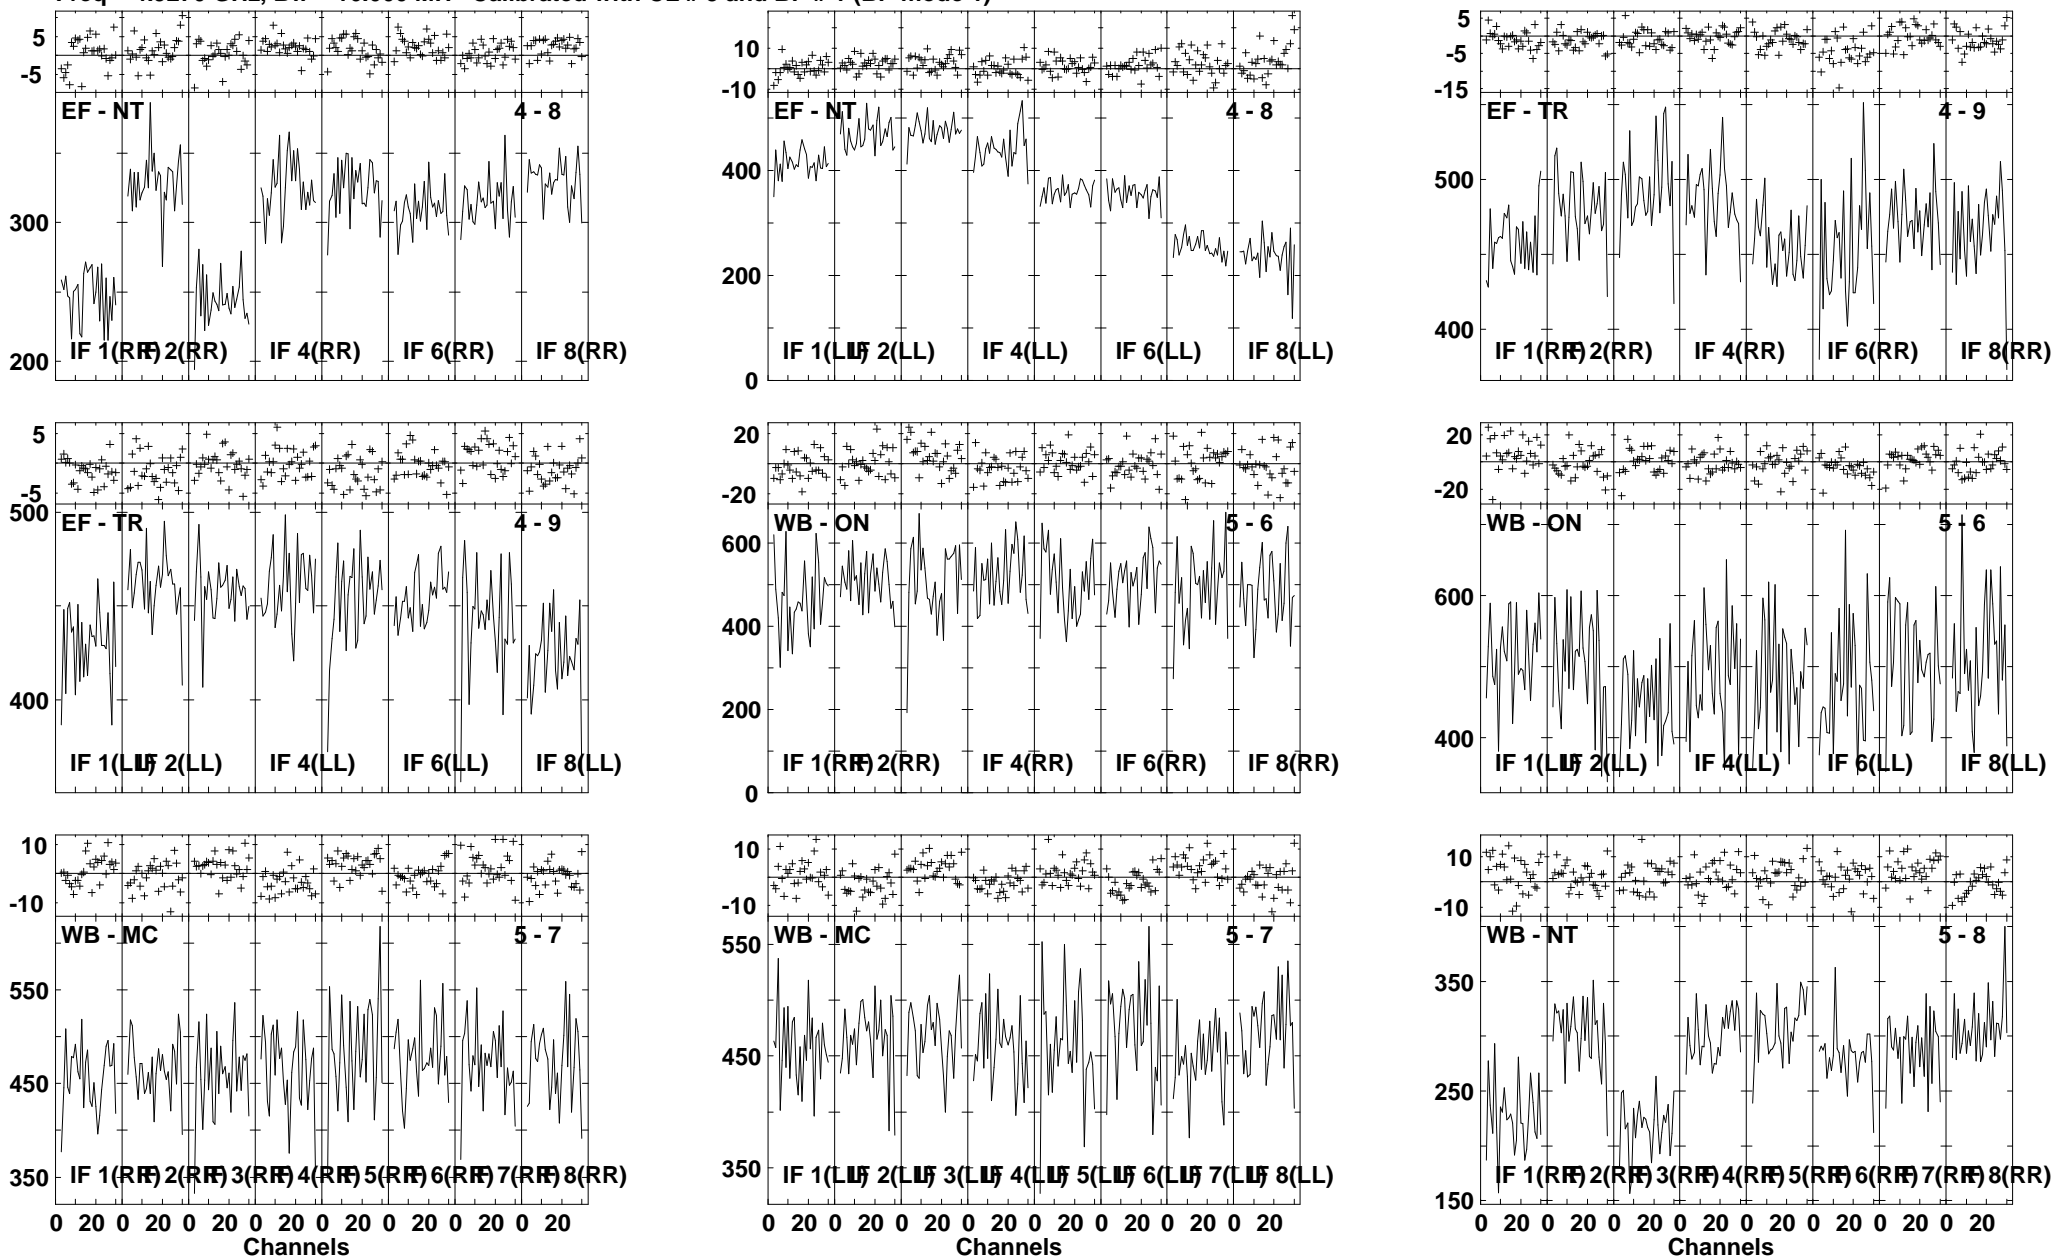 5
-5
EF - NT 4 - 8
300
200
IF 1(RR) IF 2(RR) IF 4(RR) IF 6(RR) IF 8(RR)
10
-10
EF - NT 4 - 8
400
200
0
IF 1(LL) IF 2(LL) IF 4(LL) IF 6(LL) IF 8(LL)
5
-5
-15
EF - TR 4 - 9
500
400
IF 1(RR) IF 2(RR) IF 4(RR) IF 6(RR) IF 8(RR)
5
-5
500
EF - TR 4 - 9
400
IF 1(LL) IF 2(LL) IF 4(LL) IF 6(LL) IF 8(LL)
20
-20
WB - ON 5 - 6
600
400
200
0
IF 1(RR) IF 2(RR) IF 4(RR) IF 6(RR) IF 8(RR)
20
-20
WB - ON 5 - 6
600
400
IF 1(LL) IF 2(LL) IF 4(LL) IF 6(LL) IF 8(LL)
10
-10
WB - MC 5 - 7
550
450
350
IF 1(RR) IF 2(RR) IF 3(RR) IF 4(RR) IF 5(RR) IF 6(RR) IF 7(RR) IF 8(RR)
0 20 0 20 0 20 0 20 0 20 0 20 0 20 0 20
Channels
10
-10
WB - MC 5 - 7
550
450
350
IF 1(LL) IF 2(LL) IF 3(LL) IF 4(LL) IF 5(LL) IF 6(LL) IF 7(LL) IF 8(LL)
0 20 0 20 0 20 0 20 0 20 0 20 0 20 0 20
Channels
10
-10
WB - NT 5 - 8
350
250
150
IF 1(RR) IF 2(RR) IF 3(RR) IF 4(RR) IF 5(RR) IF 6(RR) IF 7(RR) IF 8(RR)
0 20 0 20 0 20 0 20 0 20 0 20 0 20 0 20
Channels